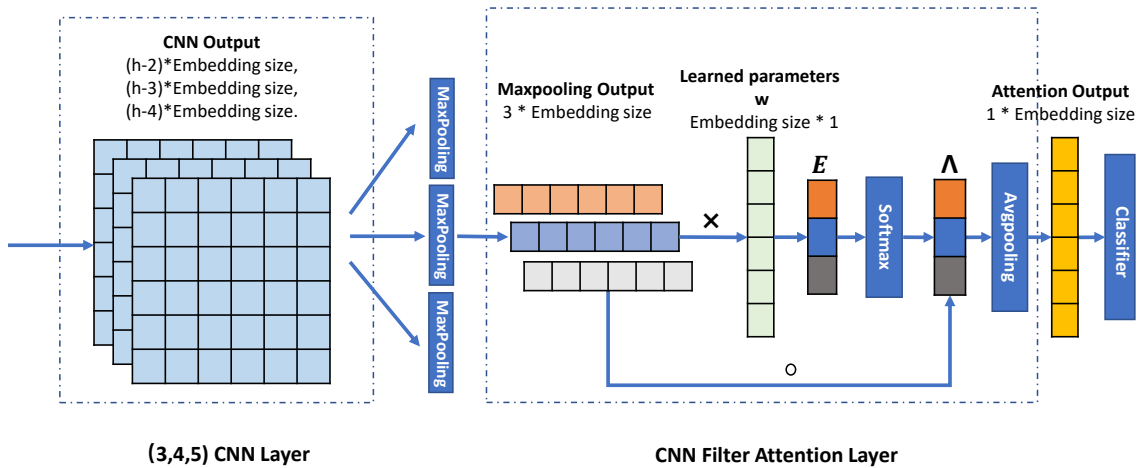 CNN Output
(h-2)*Embedding size,
(h-3)*Embedding size,
(h-4)*Embedding size.
MaxPooling
MaxPooling
MaxPooling
Maxpooling Output
3 * Embedding size
×
Learned parameters
w
Embedding size * 1
E
Softmax
Λ
Avgpooling
Attention Output
1 * Embedding size
Classifier
(3,4,5) CNN Layer
CNN Filter Attention Layer